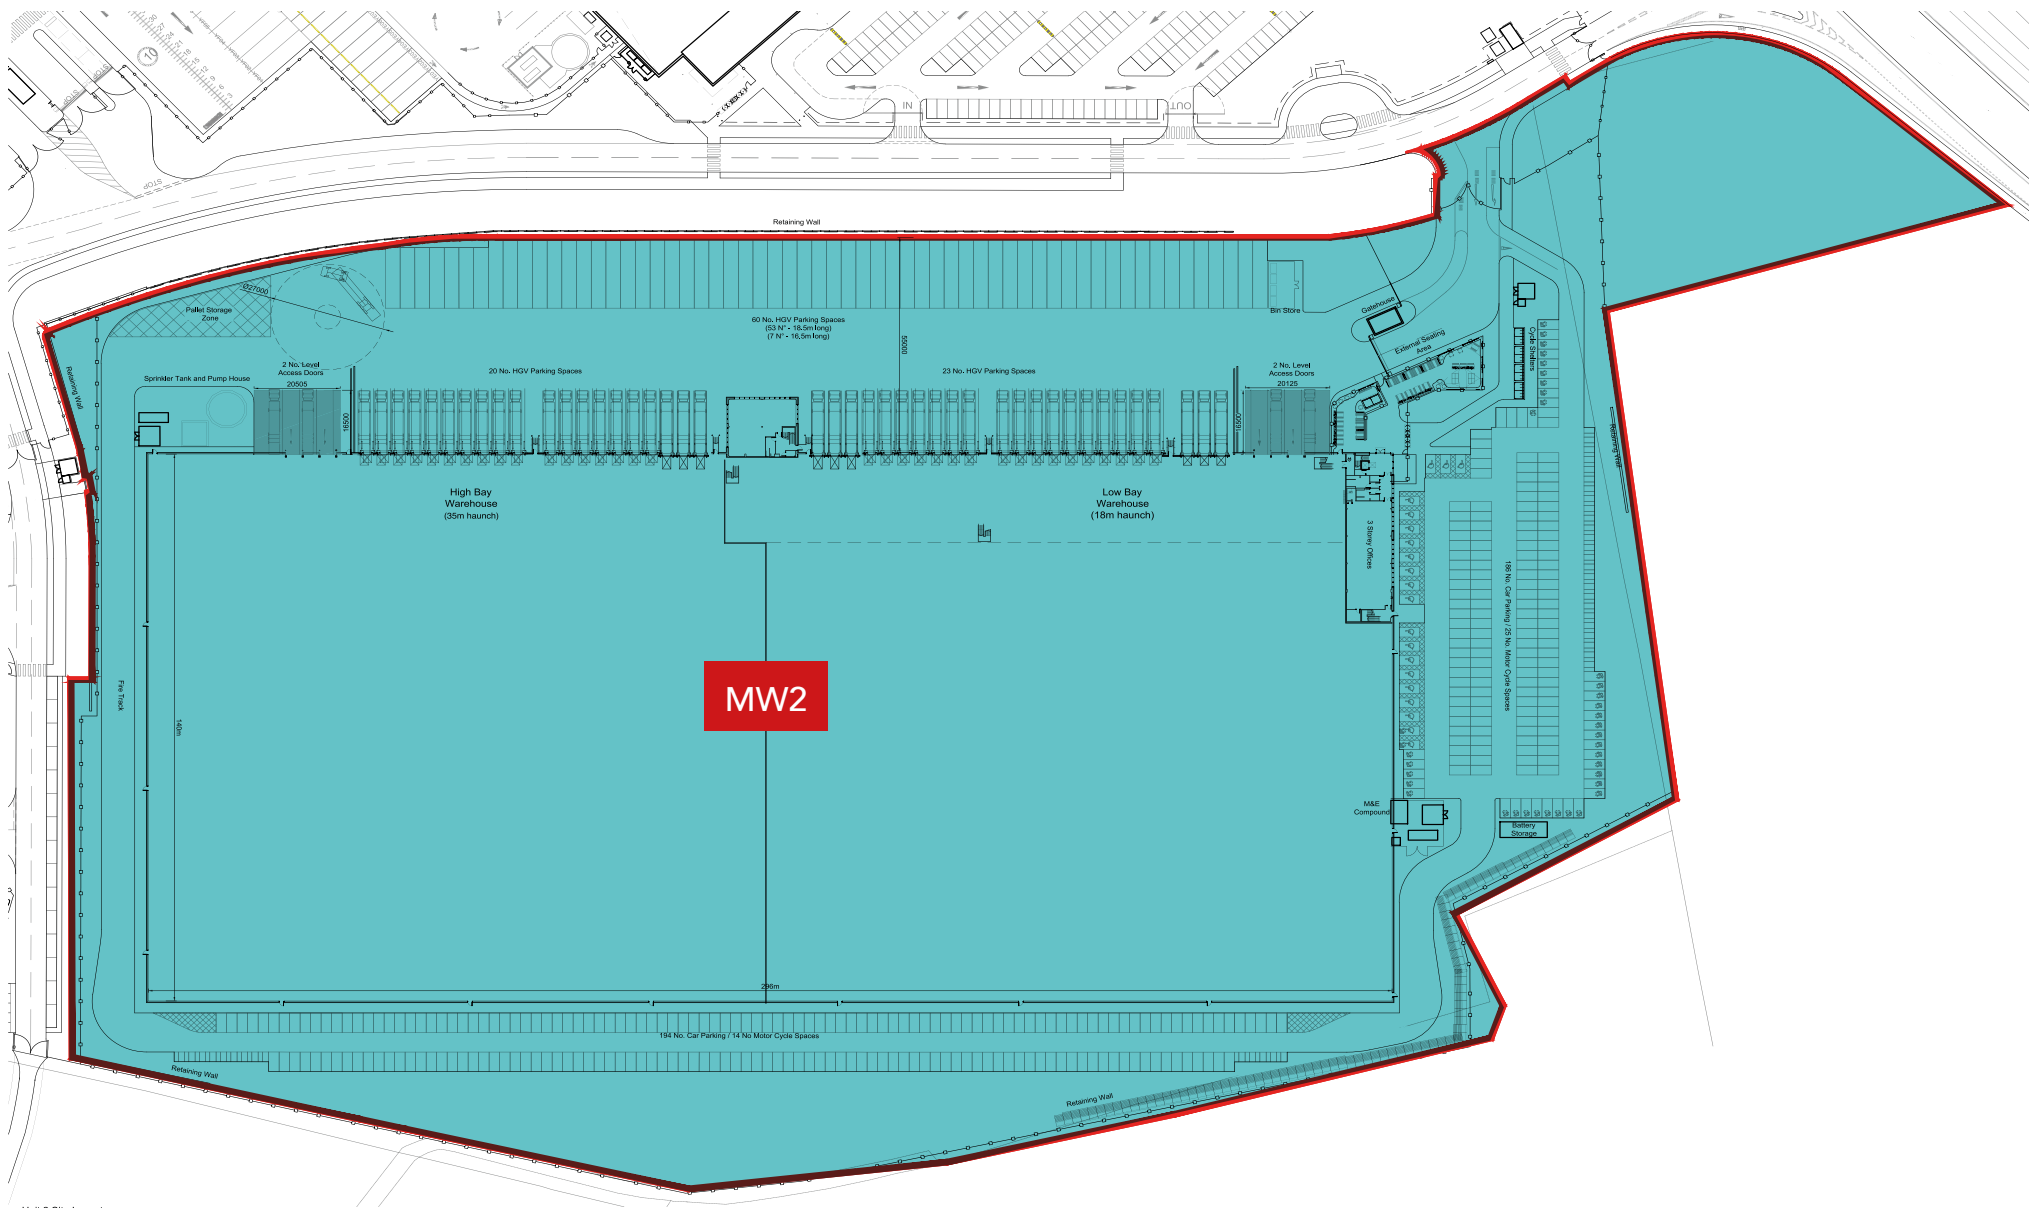 STOP
STOP
STOP
IN
OUT
Retaining Wall
Ø27000
Pallet Storage
Zone
60 No. HGV Parking Spaces
(53 N° - 18.5m long)
(7 N° - 16.5m long)
55000
Bin Store
Gatehouse
External Seating
Area
Cycle Shelters
Retaining Wall
Sprinkler Tank and Pump House
2 No. Level
Access Doors
20505
16500
20 No. HGV Parking Spaces
23 No. HGV Parking Spaces
2 No. Level
Access Doors
20125
16500
Retaining Wall
High Bay
Warehouse
(35m haunch)
Low Bay
Warehouse
(18m haunch)
3 Storey Offices
186 No. Car Parking / 25 No. Motor Cycle Spaces
Fire Track
140m
MW2
M&E
Compound
Battery
Storage
296m
194 No. Car Parking / 14 No Motor Cycle Spaces
Retaining Wall
Retaining Wall